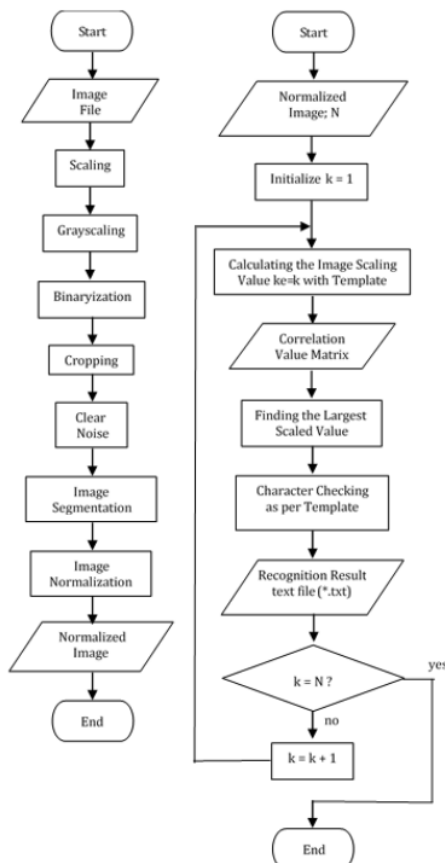 Start
Image
File
Scaling
Grayscaling
Binaryization
Cropping
Clear
Noise
Image
Segmentation
Image
Normalization
Normalized
Image
End
Start
Normalized
Image; N
Initialize k = 1
Calculating the Image Scaling
Value ke=k with Template
Correlation
Value Matrix
Finding the Largest
Scaled Value
Character Checking
as per Template
Recognition Result
text file (*.txt)
k = N ?
yes
no
k = k + 1
End